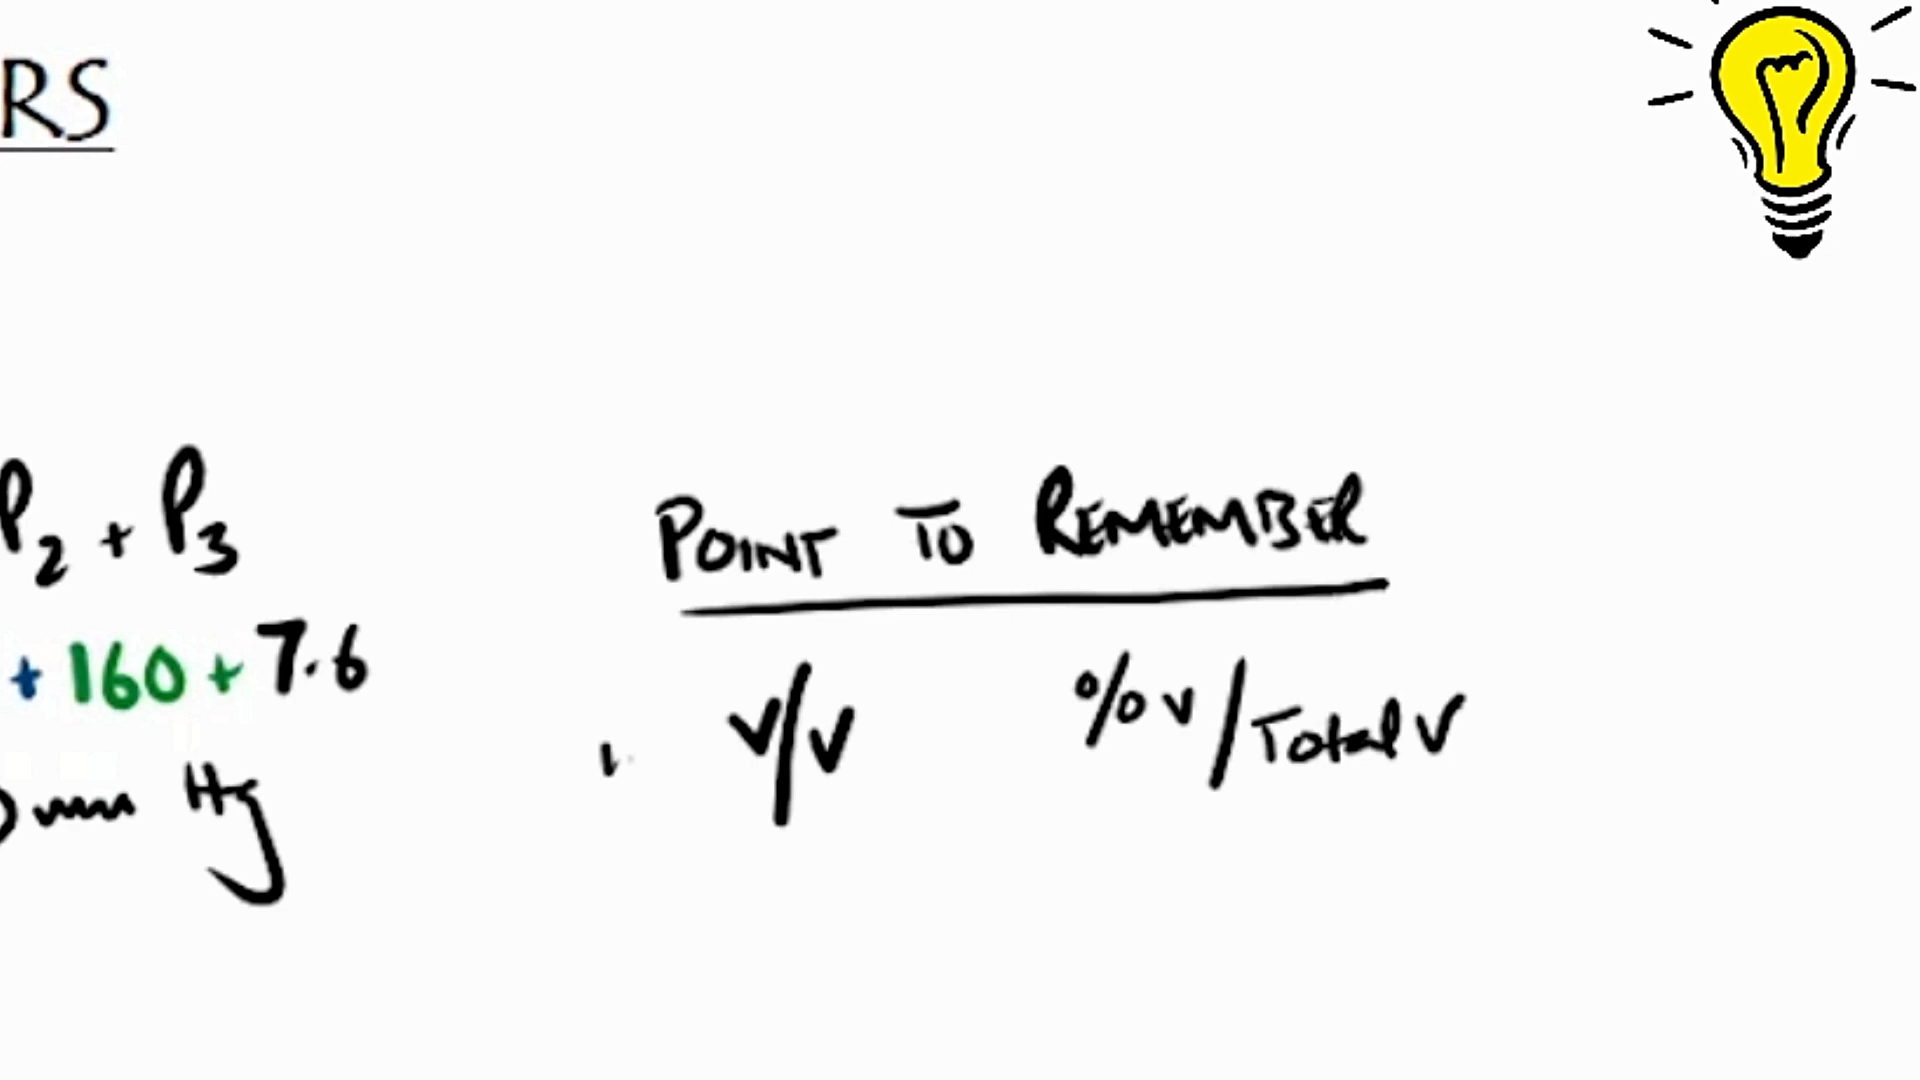 RS
P2 + P3
+ 160 + 7.6
mm Hg
POINT TO REMEMBER
V/V %V/Total V